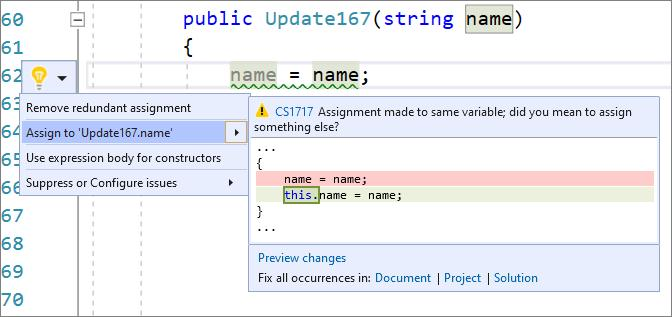 60 public Update167(string name)
61 {
62 name = name;
63
Remove redundant assignment
Assign to 'Update167.name'
Use expression body for constructors
Suppress or Configure issues
CS1717 Assignment made to same variable; did you mean to assign
something else?
...
{
name = name;
this.name = name;
}
...
Preview changes
Fix all occurrences in: Document | Project | Solution
64
65
66
67
68
69
70